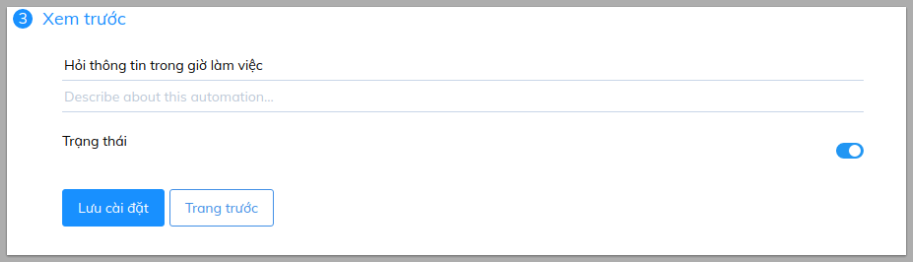 3 Xem trước
Hỏi thông tin trong giờ làm việc
Describe about this automation...
Trạng thái
Lưu cài đặt Trang trước